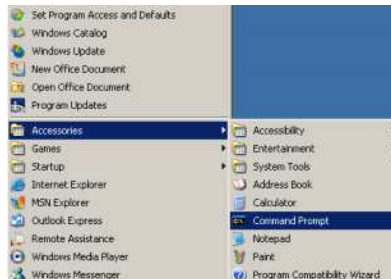 Set Program Access and Defaults
Windows Catalog
Windows Update
New Office Document
Open Office Document
Program Updates
Accessories
Games
Startup
Internet Explorer
MSN Explorer
Outlook Express
Remote Assistance
Windows Media Player
Windows Messenger
Accessibility
Entertainment
System Tools
Address Book
Calculator
Command Prompt
Notepad
Paint
Program Compatibility Wizard